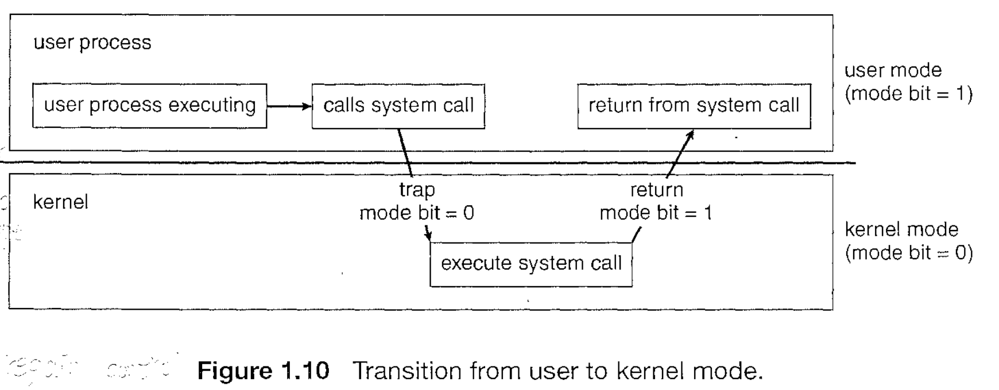 user process
user process executing
calls system call
return from system call
user mode
(mode bit = 1)
kernel
trap
mode bit = 0
return
mode bit = 1
execute system call
kernel mode
(mode bit = 0)
Figure 1.10 Transition from user to kernel mode.